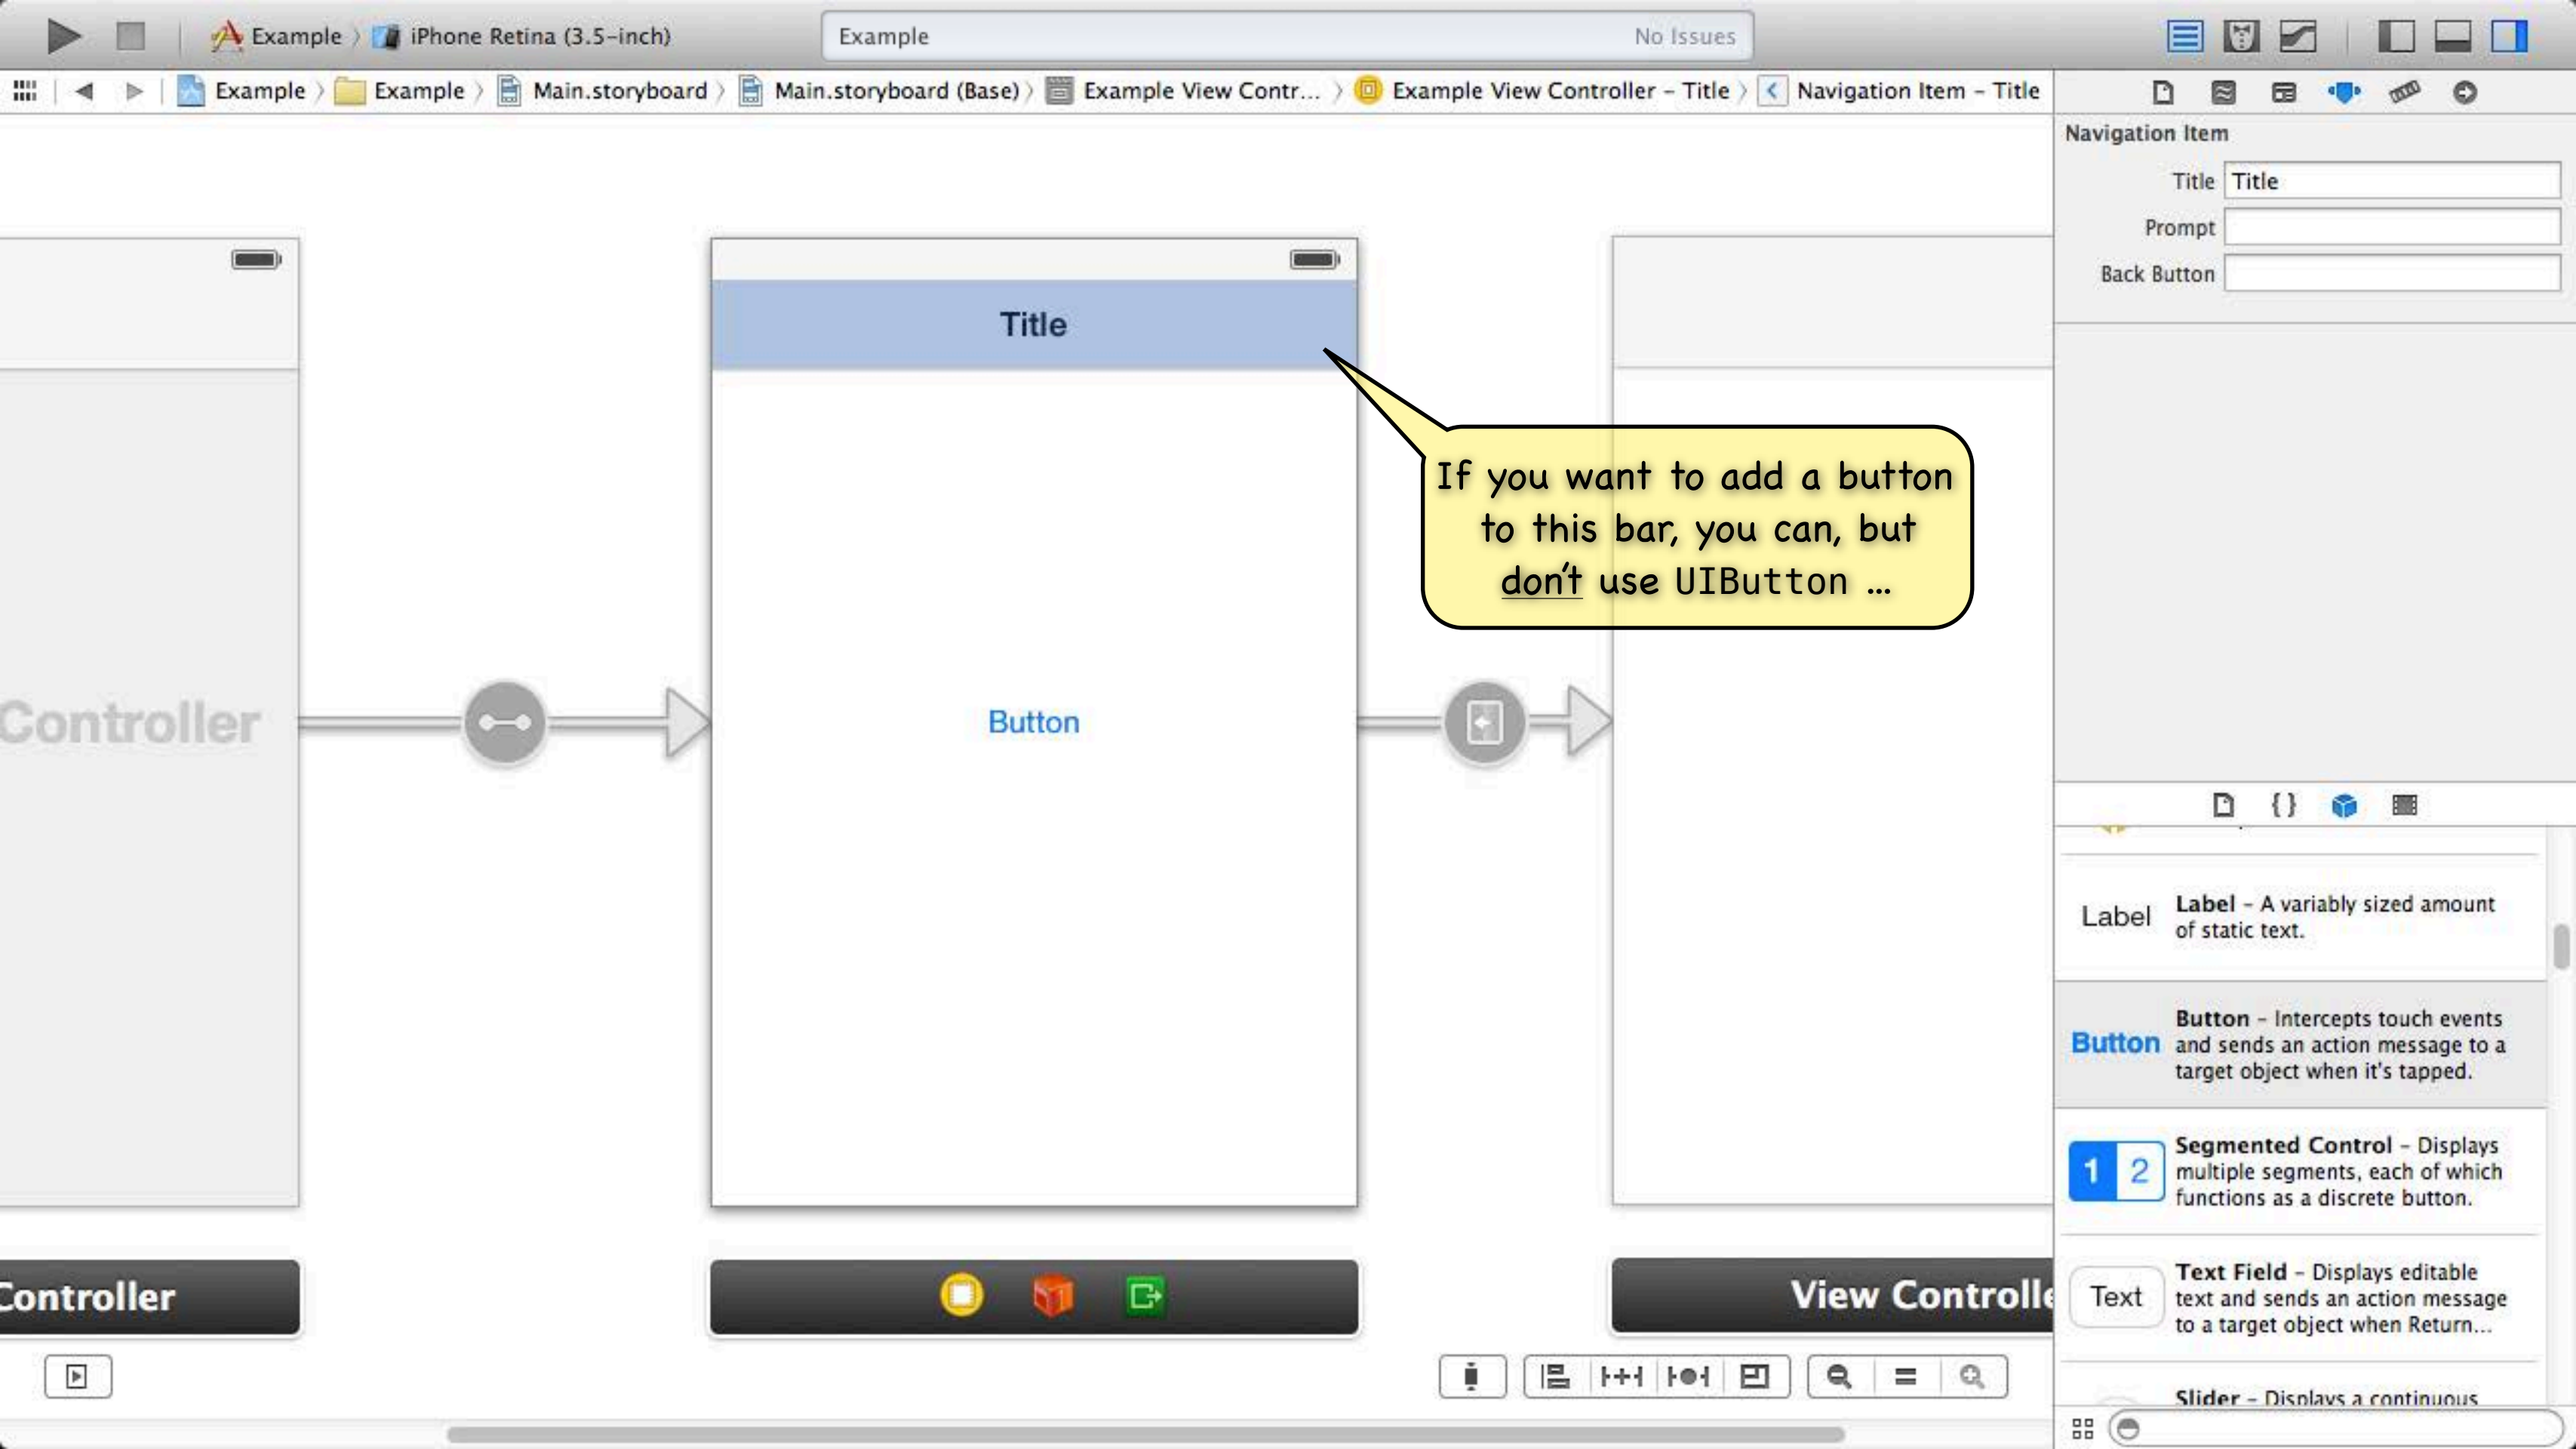 Example 〉 iPhone Retina (3.5-inch)
Example
No Issues
Example 〉 Example 〉 Main.storyboard 〉 Main.storyboard (Base) 〉 Example View Contr... 〉 Example View Controller – Title 〉 Navigation Item – Title
Navigation Item
Title Title
Prompt
Back Button
Title
If you want to add a button
to this bar, you can, but
don't use UIButton ...
Controller
Button
Label
Label – A variably sized amount
of static text.
Button
Button – Intercepts touch events
and sends an action message to a
target object when it's tapped.
1 2
Segmented Control – Displays
multiple segments, each of which
functions as a discrete button.
Text
Text Field – Displays editable
text and sends an action message
to a target object when Return...
Slider – Displays a continuous
Controller
View Controlle